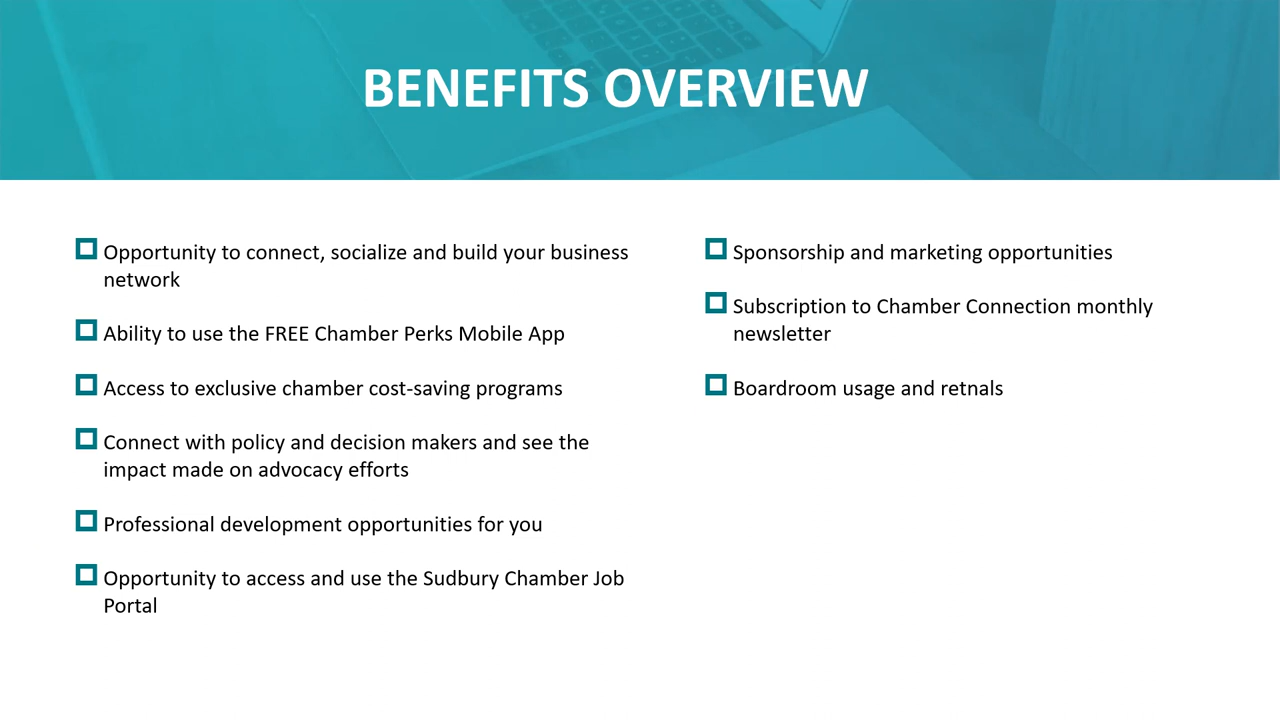 BENEFITS OVERVIEW
Opportunity to connect, socialize and build your business
network
Ability to use the FREE Chamber Perks Mobile App
Access to exclusive chamber cost-saving programs
Connect with policy and decision makers and see the
impact made on advocacy efforts
Professional development opportunities for you
Opportunity to access and use the Sudbury Chamber Job
Portal
Sponsorship and marketing opportunities
Subscription to Chamber Connection monthly
newsletter
Boardroom usage and retnals